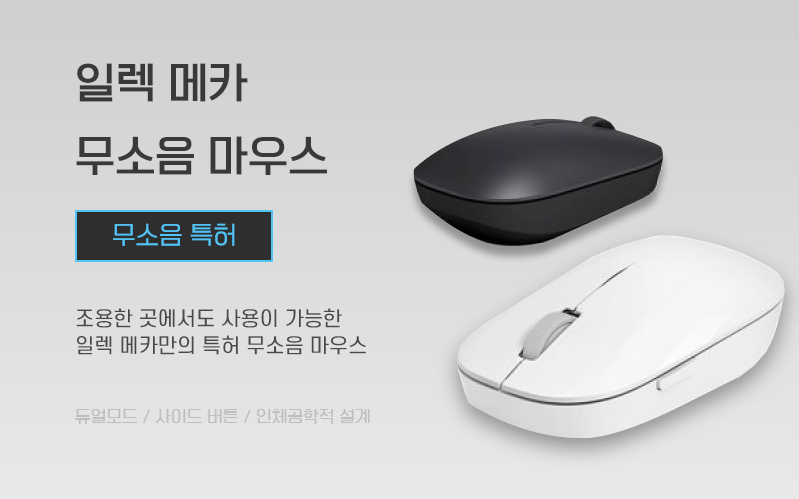 일렉 메카
무소음 마우스
무소음 특허
조용한 곳에서도 사용이 가능한
일렉 메카만의 특허 무소음 마우스
듀얼모드 / 사이드 버튼 / 인체공학적 설계